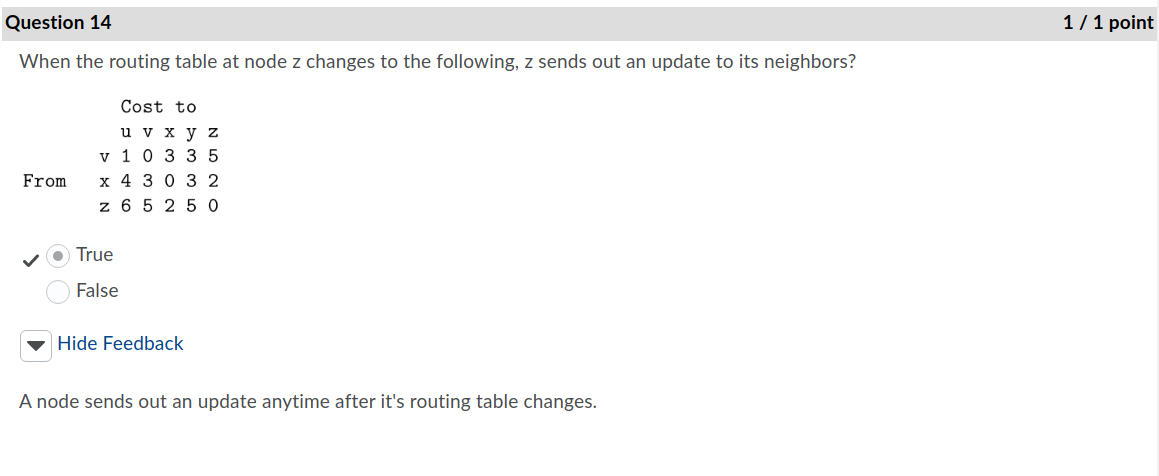 Question 14 1 / 1 point
When the routing table at node z changes to the following, z sends out an update to its neighbors?
Cost to
u v x y z
v 1 0 3 3 5
From x 4 3 0 3 2
z 6 5 2 5 0
True
False
Hide Feedback
A node sends out an update anytime after it's routing table changes.